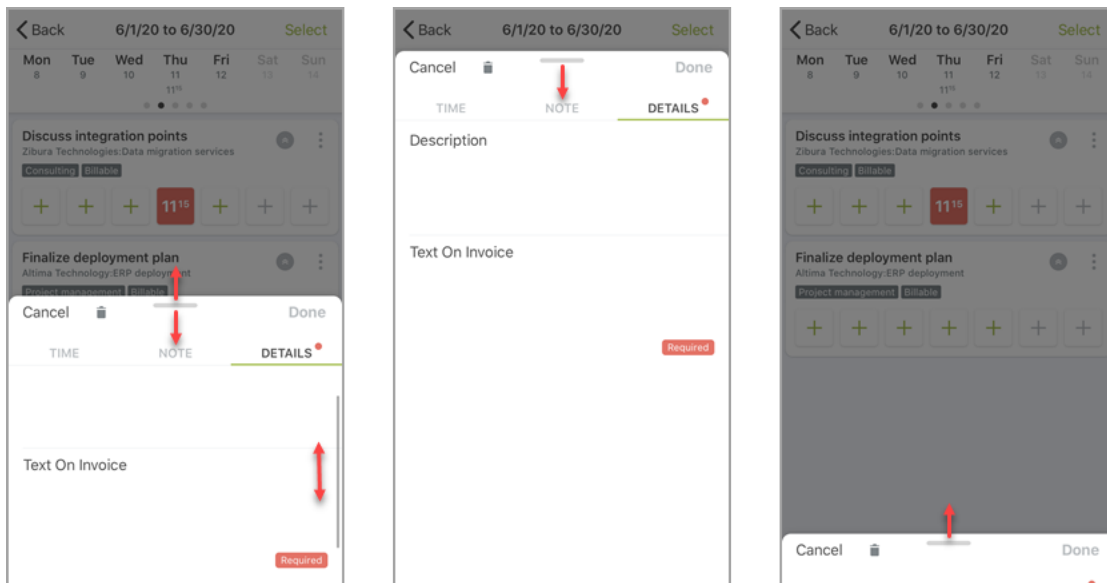 Back 6/1/20 to 6/30/20 Select
Mon Tue Wed Thu Fri Sat Sun
8 9 10 11 12 13 14
11¹⁵
Discuss integration points
Zibura Technologies:Data migration services
Consulting Billable
+ + + 11¹⁵ + + +
Finalize deployment plan
Altima Technology:ERP deployment
Project management Billable
Cancel Done
TIME NOTE DETAILS
Text On Invoice
Required
Back 6/1/20 to 6/30/20 Select
Cancel Done
TIME NOTE DETAILS
Description
Text On Invoice
Required
Back 6/1/20 to 6/30/20 Select
Mon Tue Wed Thu Fri Sat Sun
8 9 10 11 12 13 14
11¹⁵
Discuss integration points
Zibura Technologies:Data migration services
Consulting Billable
+ + + 11¹⁵ + + +
Finalize deployment plan
Altima Technology:ERP deployment
Project management Billable
+ + + + + + +
Cancel Done